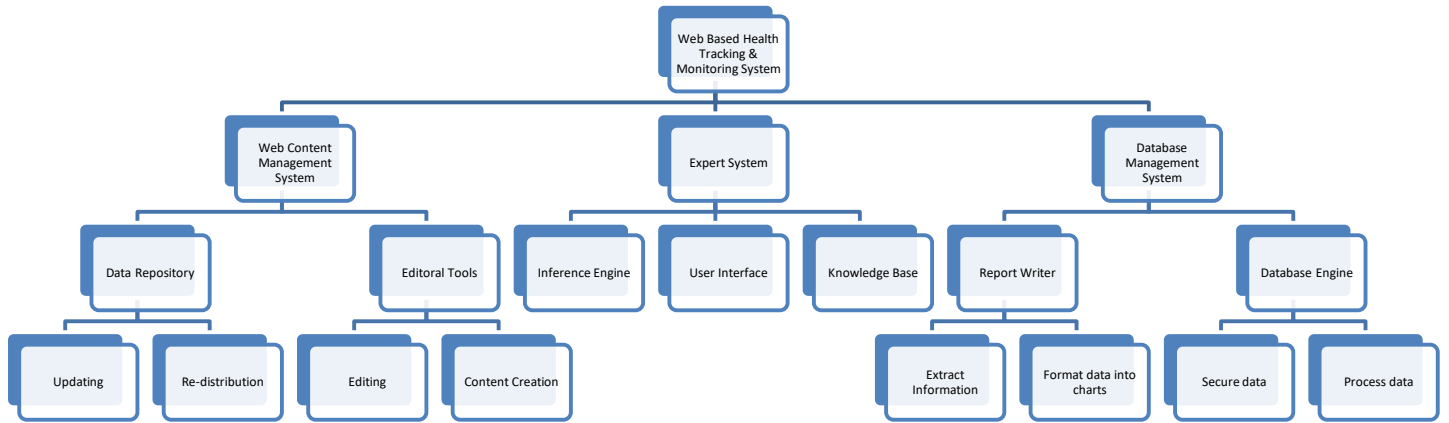 Web Based Health
Tracking &
Monitoring System
Web Content
Management
System
Expert System
Database
Management
System
Data Repository
Editoral Tools
Inference Engine
User Interface
Knowledge Base
Report Writer
Database Engine
Updating
Re-distribution
Editing
Content Creation
Extract
Information
Format data into
charts
Secure data
Process data